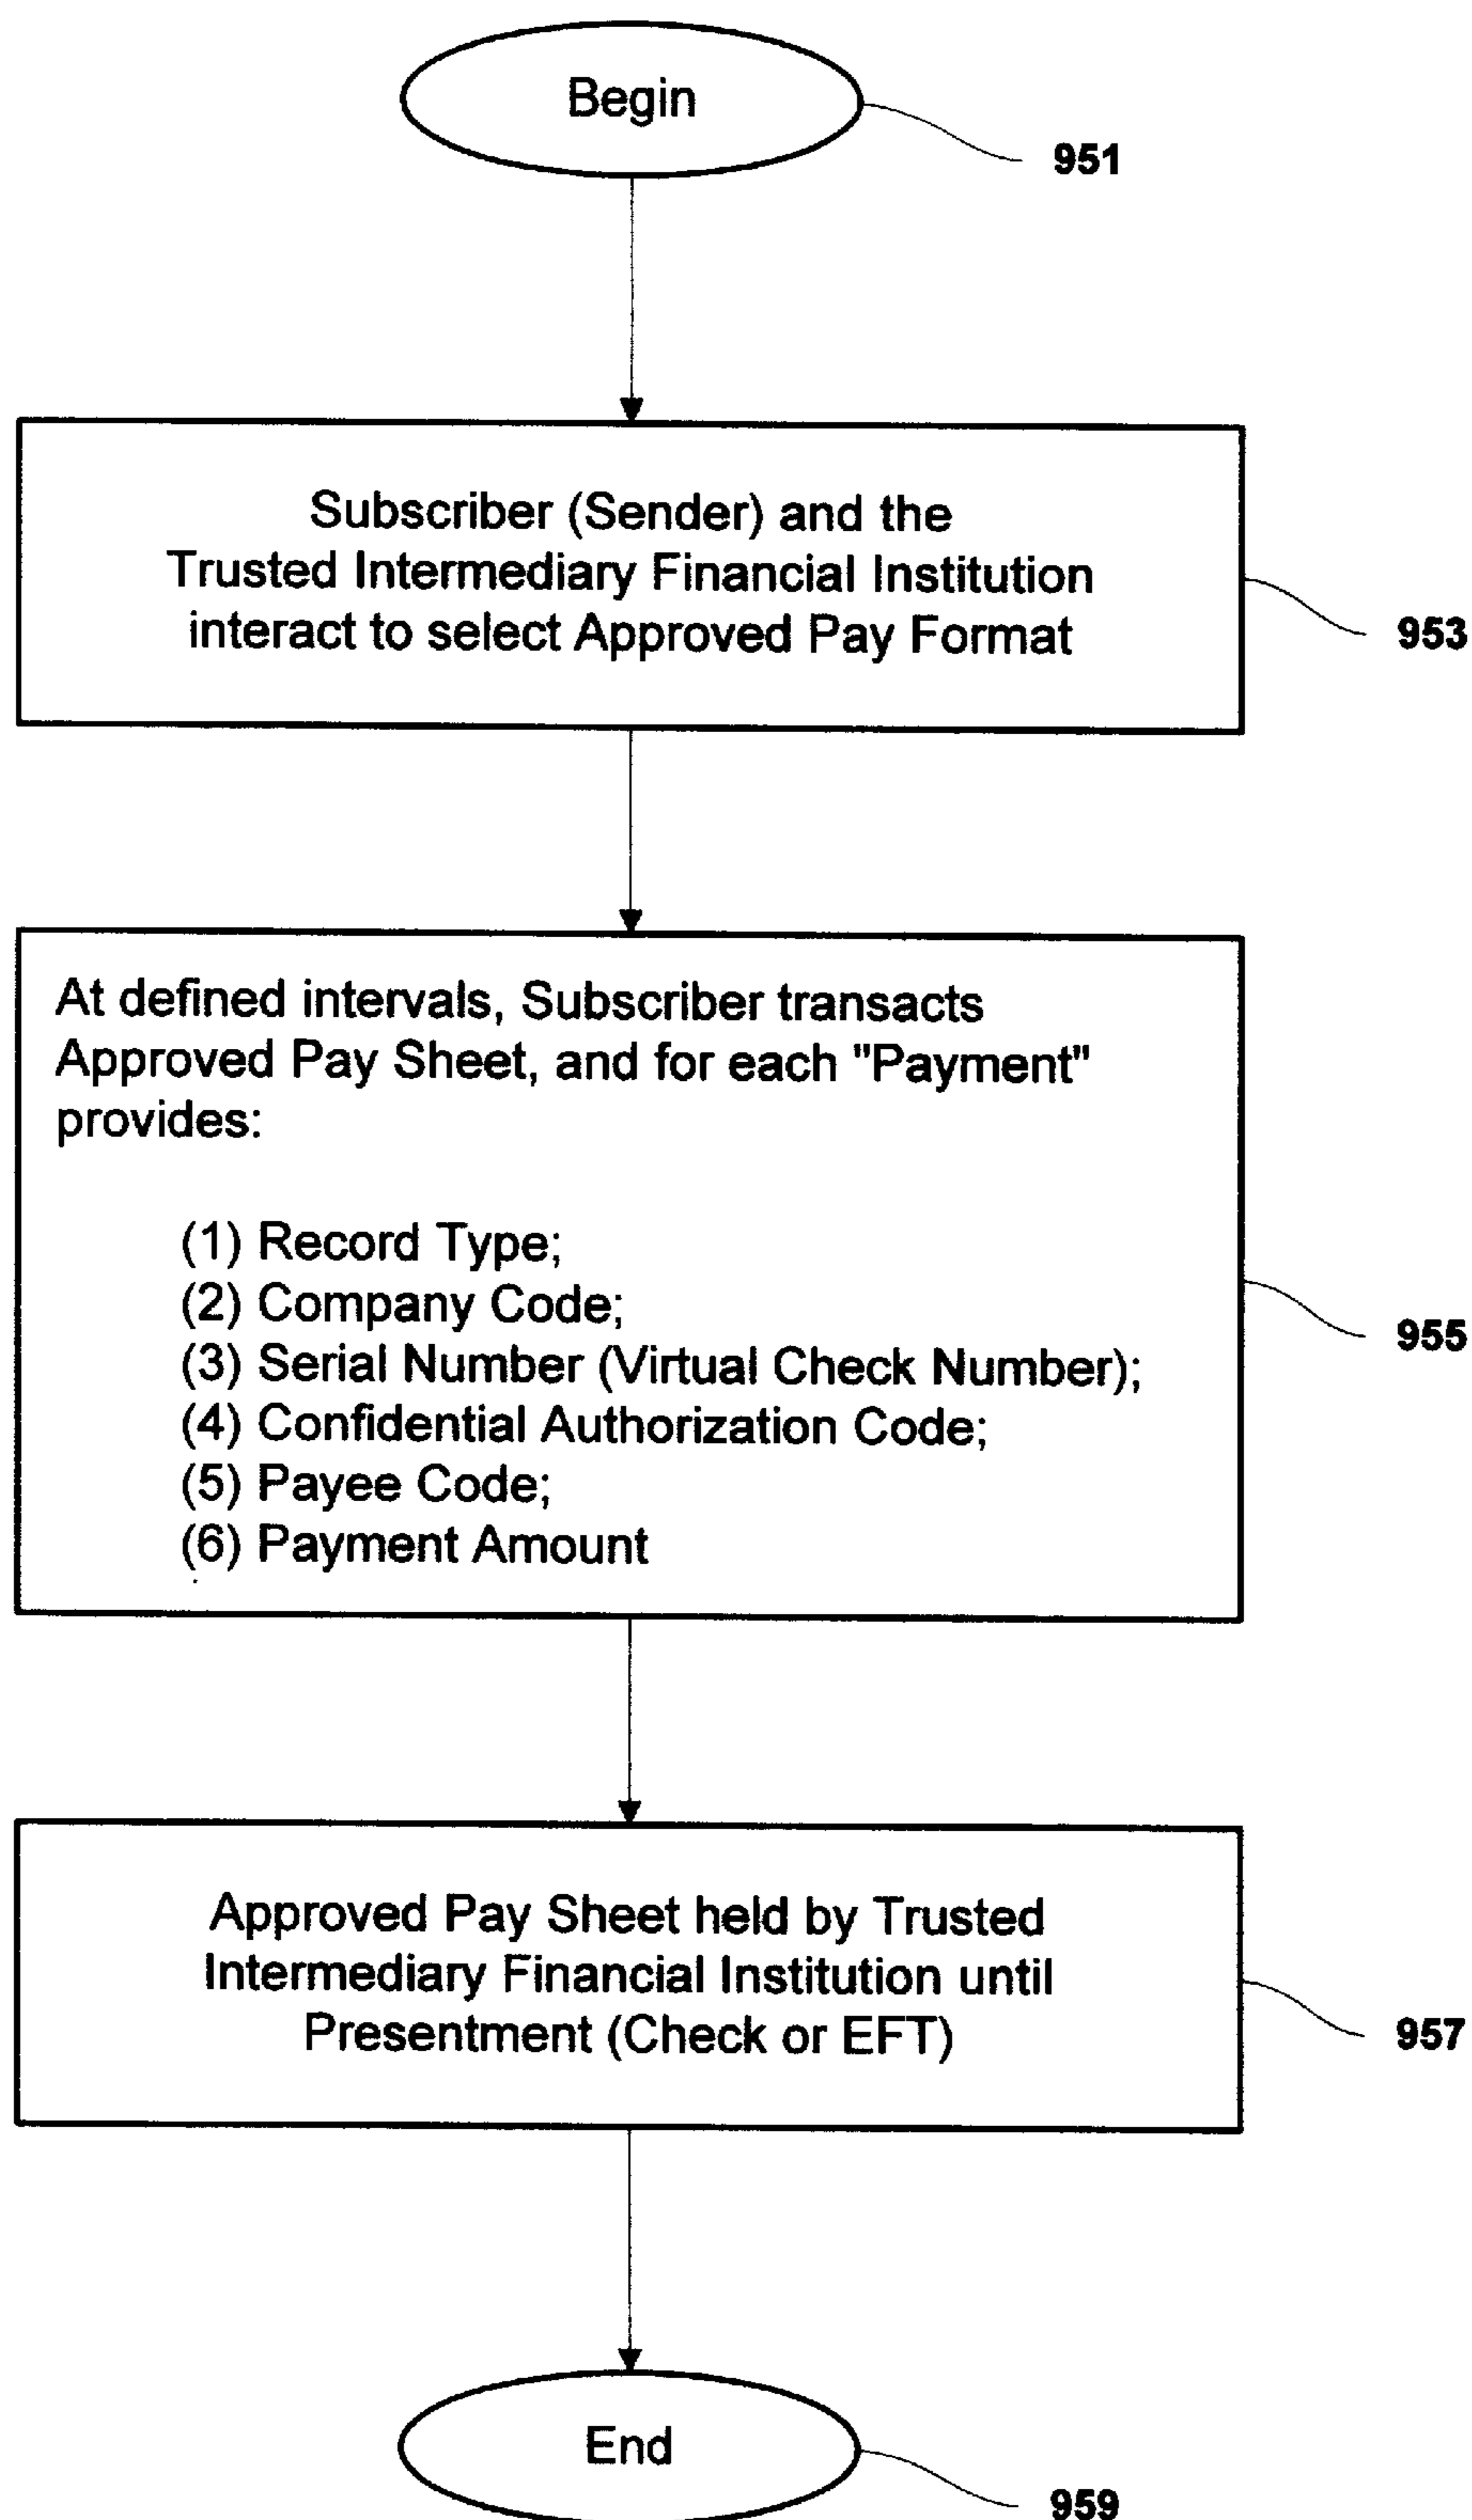 Begin
951
Subscriber (Sender) and the
Trusted Intermediary Financial Institution
interact to select Approved Pay Format
953
At defined intervals, Subscriber transacts
Approved Pay Sheet, and for each "Payment"
provides:
(1) Record Type;
(2) Company Code;
(3) Serial Number (Virtual Check Number);
(4) Confidential Authorization Code;
(5) Payee Code;
(6) Payment Amount
955
Approved Pay Sheet held by Trusted
Intermediary Financial Institution until
Presentment (Check or EFT)
957
End
959